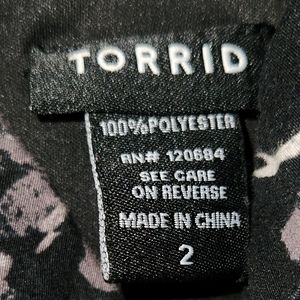 TORRID
100% POLYESTER
RN# 120684
SEE CARE
ON REVERSE
MADE IN CHINA
2